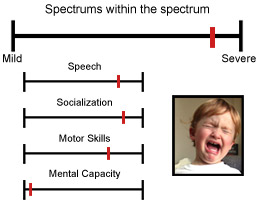 Spectrums within the spectrum
Mild
Severe
Speech
Socialization
Motor Skills
Mental Capacity